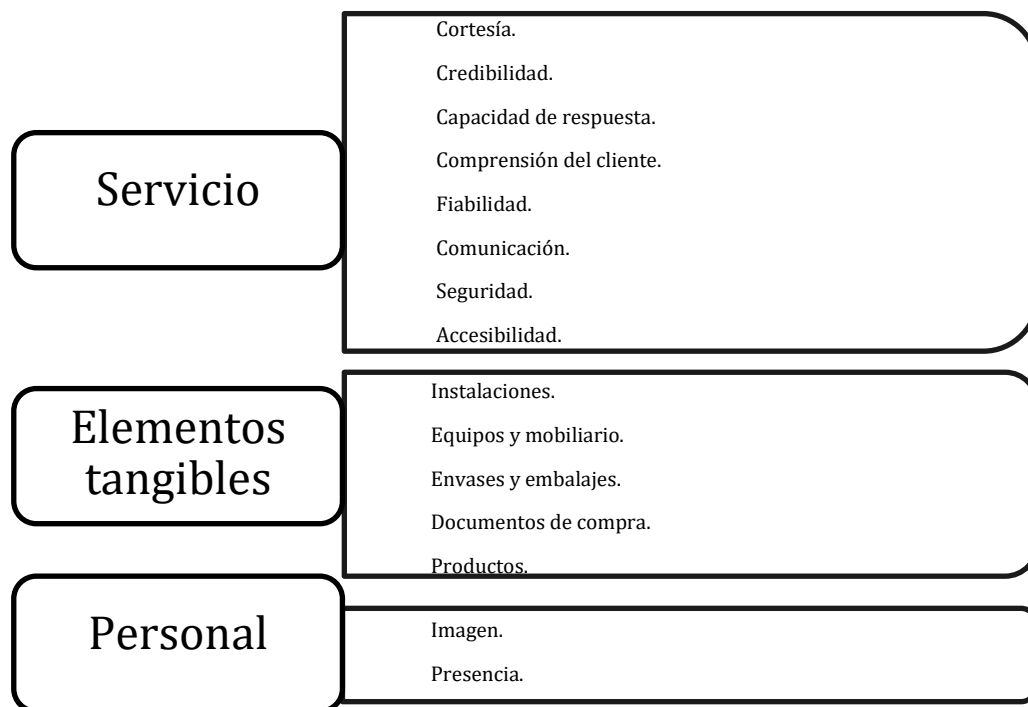 Servicio
Cortesía.
Credibilidad.
Capacidad de respuesta.
Comprensión del cliente.
Fiabilidad.
Comunicación.
Seguridad.
Accesibilidad.
Elementos
tangibles
Instalaciones.
Equipos y mobiliario.
Envases y embalajes.
Documentos de compra.
Productos.
Personal
Imagen.
Presencia.